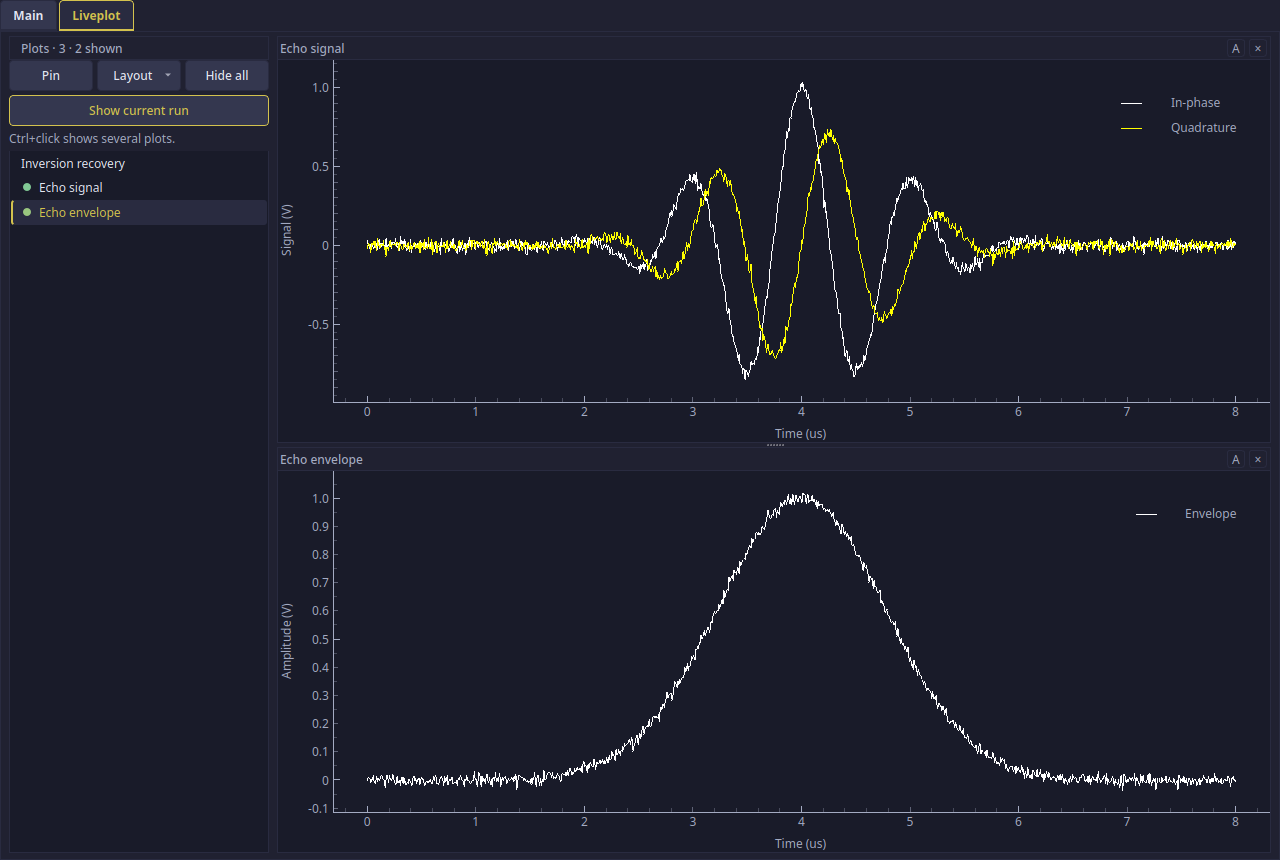 Main Liveplot
Plots · 3 · 2 shown
Pin Layout Hide all
Show current run
Ctrl+click shows several plots.
Inversion recovery
Echo signal
Echo envelope
Echo signal A ×
1.0
0.5
0
-0.5
Signal (V)
In-phase
Quadrature
0 1 2 3 4 5 6 7 8
Time (us)
Echo envelope A ×
1.0
0.9
0.8
0.7
0.6
0.5
0.4
0.3
0.2
0.1
0
-0.1
Amplitude (V)
Envelope
0 1 2 3 4 5 6 7 8
Time (us)